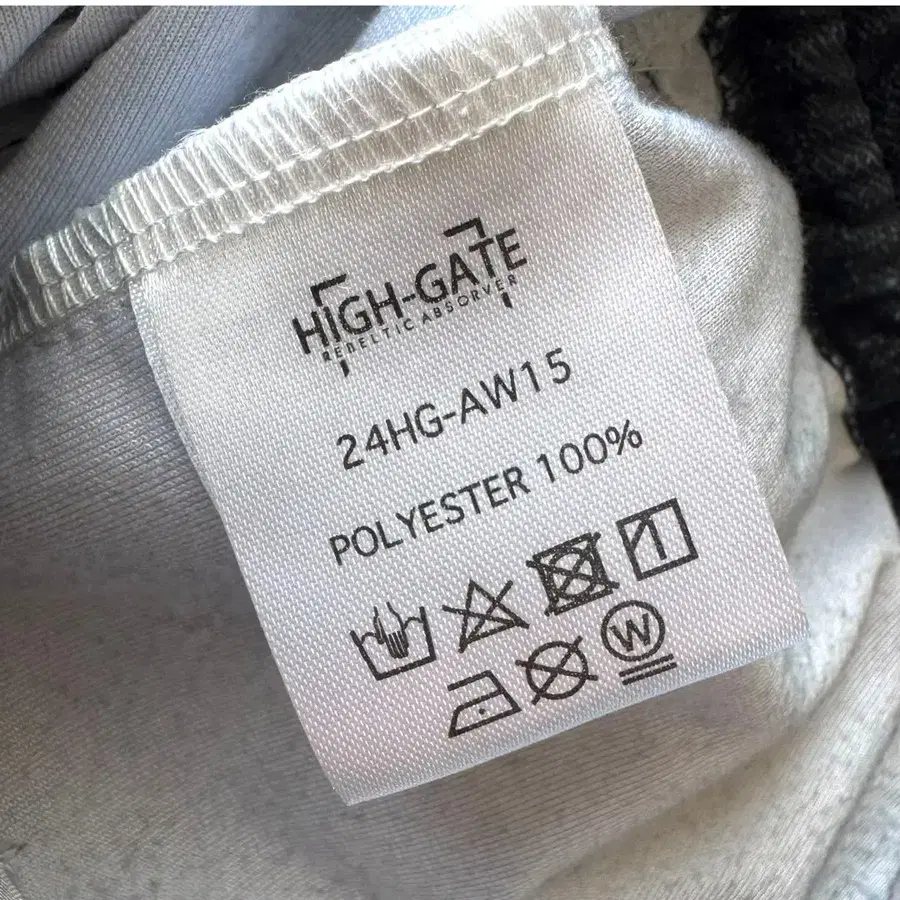 HIGH-GATE
REBELTIC ABSORVER
24HG-AW15
POLYESTER 100%
W